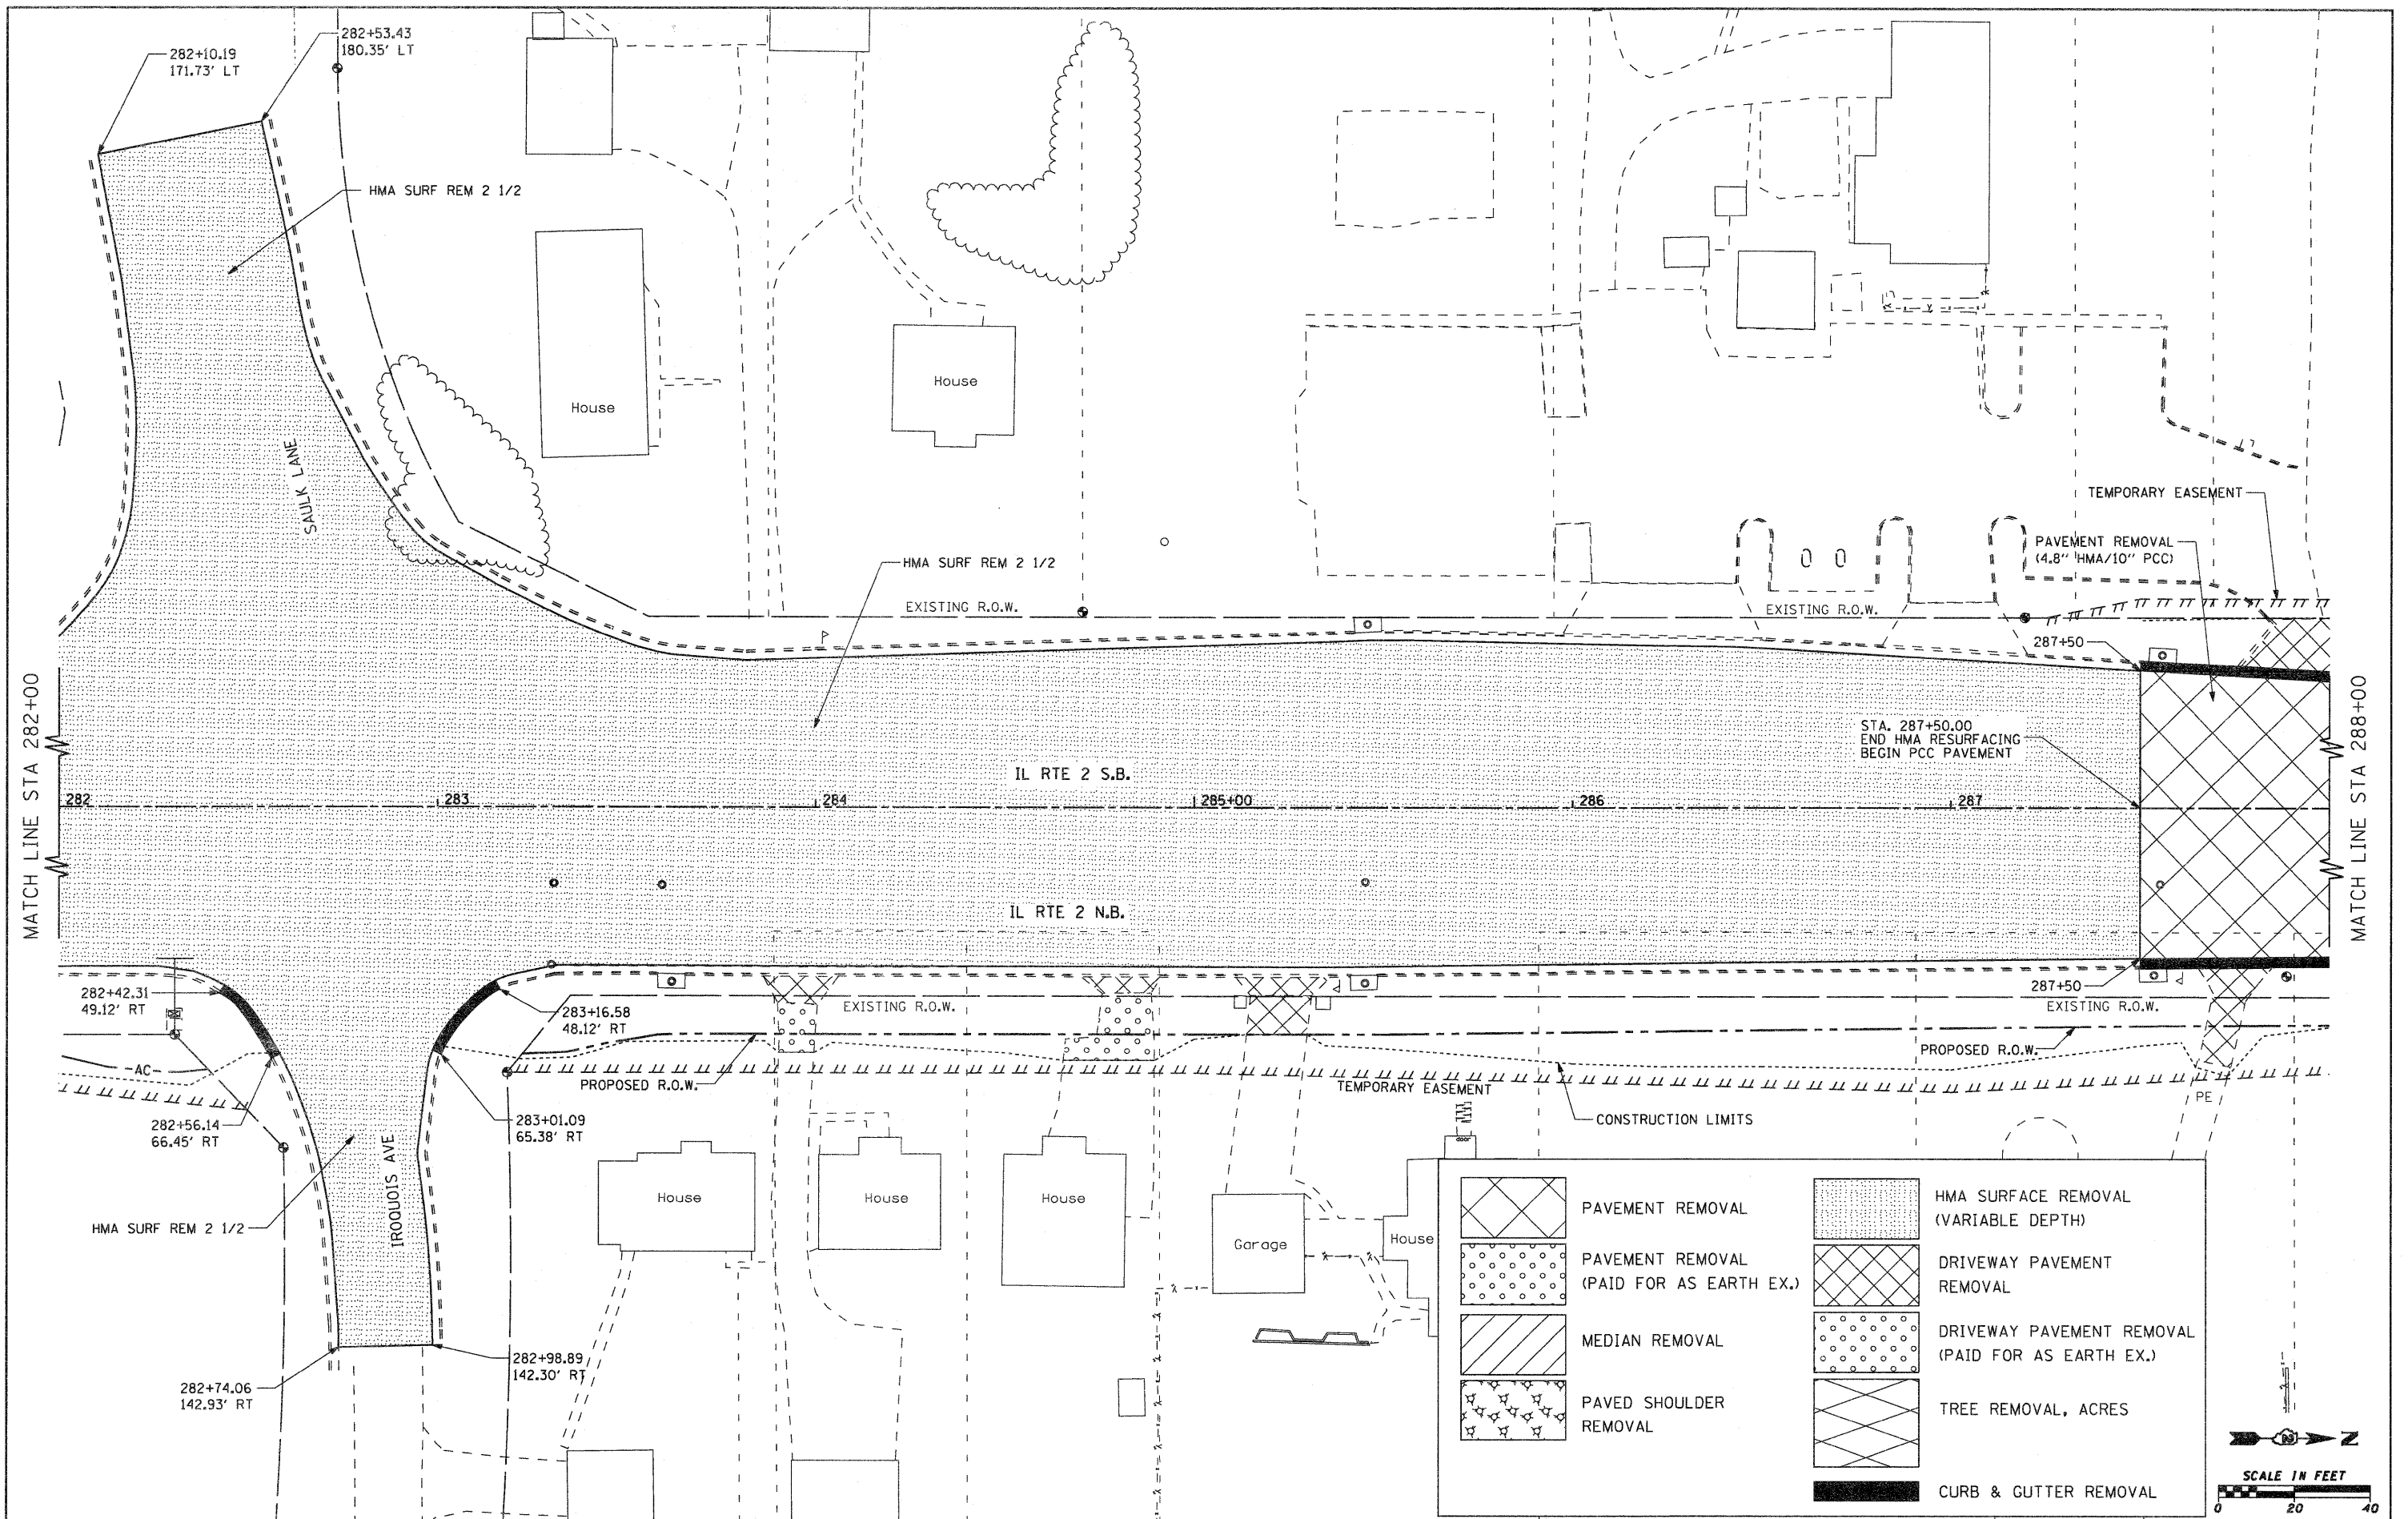 282+10.19
171.73' LT
282+53.43
180.35' LT
HMA SURF REM 2 1/2
House
House
SAULK LANE
TEMPORARY EASEMENT
PAVEMENT REMOVAL
(4.8" HMA/10" PCC)
HMA SURF REM 2 1/2
EXISTING R.O.W.
EXISTING R.O.W.
287+50
MATCH LINE STA 282+00
MATCH LINE STA 288+00
STA. 287+50.00
END HMA RESURFACING
BEGIN PCC PAVEMENT
IL RTE 2 S.B.
282
283
284
285+00
286
287
IL RTE 2 N.B.
282+42.31
49.12' RT
283+16.58
48.12' RT
EXISTING R.O.W.
287+50
EXISTING R.O.W.
PROPOSED R.O.W.
AC
PROPOSED R.O.W.
TEMPORARY EASEMENT
PE
282+56.14
66.45' RT
283+01.09
65.38' RT
CONSTRUCTION LIMITS
door
IROQUOIS AVE
House
House
House
Garage
House
HMA SURF REM 2 1/2
282+98.89
142.30' RT
282+74.06
142.93' RT
PAVEMENT REMOVAL
PAVEMENT REMOVAL
(PAID FOR AS EARTH EX.)
MEDIAN REMOVAL
PAVED SHOULDER
REMOVAL
HMA SURFACE REMOVAL
(VARIABLE DEPTH)
DRIVEWAY PAVEMENT
REMOVAL
DRIVEWAY PAVEMENT REMOVAL
(PAID FOR AS EARTH EX.)
TREE REMOVAL, ACRES
CURB & GUTTER REMOVAL
N
SCALE IN FEET
0 20 40